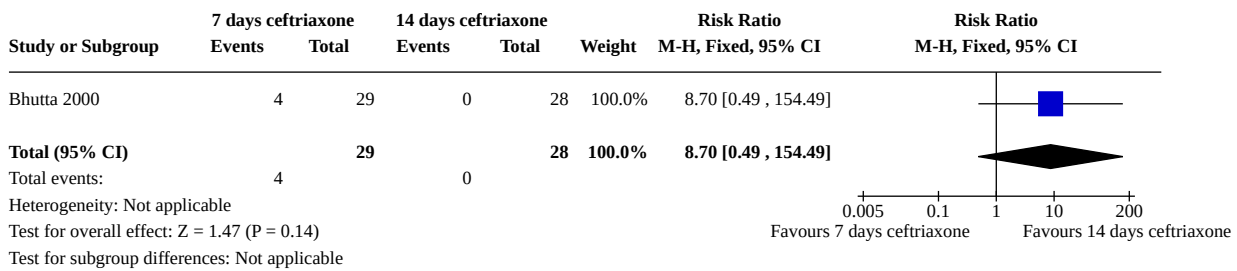 7 days ceftriaxone 14 days ceftriaxone Risk Ratio Risk Ratio
Study or Subgroup Events Total Events Total Weight M-H, Fixed, 95% CI M-H, Fixed, 95% CI
Bhutta 2000 4 29 0 28 100.0% 8.70 [0.49 , 154.49]
Total (95% CI) 29 28 100.0% 8.70 [0.49 , 154.49]
Total events: 4 0
Heterogeneity: Not applicable
0.005 0.1 1 10 200
Test for overall effect: Z = 1.47 (P = 0.14) Favours 7 days ceftriaxone Favours 14 days ceftriaxone
Test for subgroup differences: Not applicable